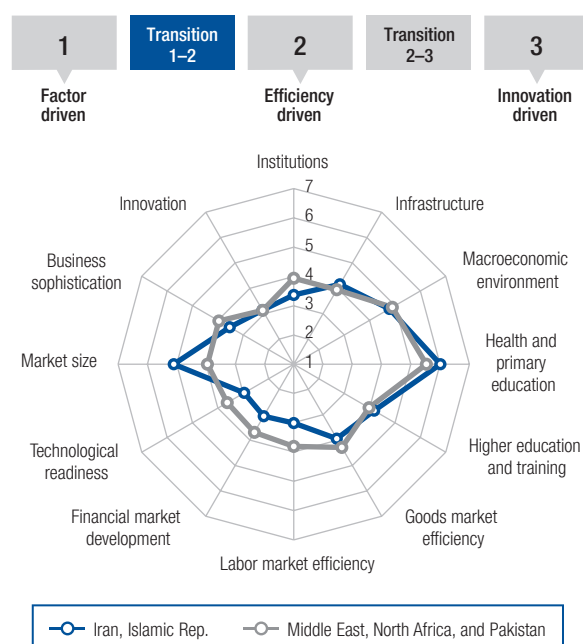 1
Transition
1–2
2
Transition
2–3
3
Factor
driven
Efficiency
driven
Innovation
driven
Institutions
7
Innovation
Infrastructure
6
5
Business
sophistication
Macroeconomic
environment
4
3
2
Market size
1
Health and
primary
education
Technological
readiness
Higher education
and training
Financial market
development
Goods market
efficiency
Labor market efficiency
Iran, Islamic Rep.
Middle East, North Africa, and Pakistan